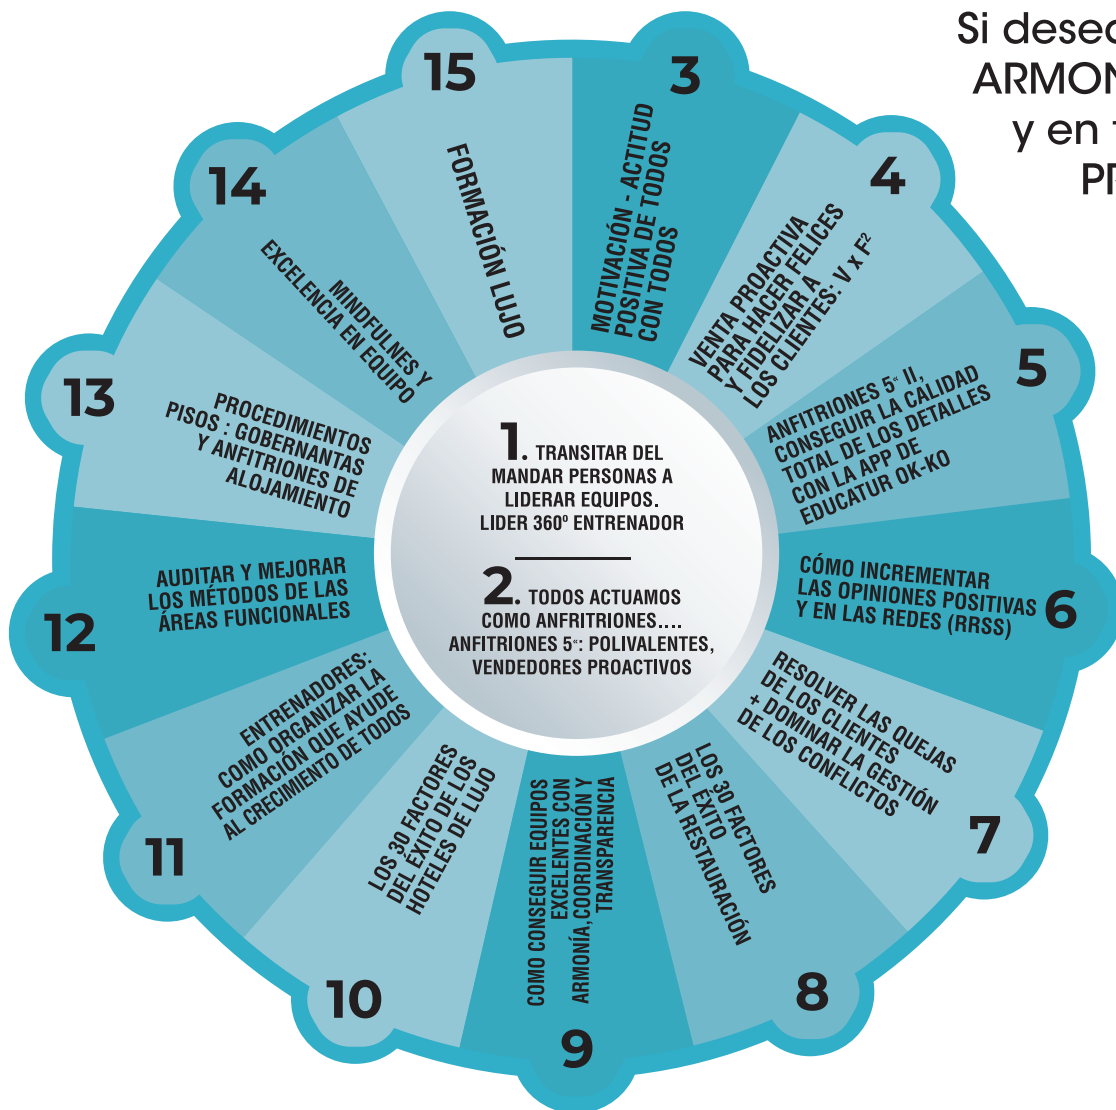 Si desea
ARMON
y en t
PR
1. TRANSITAR DEL
MANDAR PERSONAS A
LIDERAR EQUIPOS.
LIDER 360º ENTRENADOR
2. TODOS ACTUAMOS
COMO ANFRITRIONES....
ANFITRIONES 5*: POLIVALENTES,
VENDEDORES PROACTIVOS
3
MOTIVACIÓN - ACTITUD
POSITIVA DE TODOS
CON TODOS
4
VENTA PROACTIVA
PARA HACER FELICES
Y FIDELIZAR A
LOS CLIENTES: V x F²
5
ANFITRIONES 5* II,
CONSEGUIR LA CALIDAD
TOTAL DE LOS DETALLES
CON LA APP DE
EDUCATUR OK-KO
6
CÓMO INCREMENTAR
LAS OPINIONES POSITIVAS
Y EN LAS REDES (RRSS)
7
RESOLVER LAS QUEJAS
DE LOS CLIENTES
+ DOMINAR LA GESTIÓN
DE LOS CONFLICTOS
8
LOS 30 FACTORES
DEL ÉXITO
DE LA RESTAURACIÓN
9
COMO CONSEGUIR EQUIPOS
EXCELENTES CON
ARMONÍA, COORDINACIÓN Y
TRANSPARENCIA
10
LOS 30 FACTORES
DEL ÉXITO DE LOS
HOTELES DE LUJO
11
ENTRENADORES:
COMO ORGANIZAR LA
FORMACIÓN QUE AYUDE
AL CRECIMIENTO DE TODOS
12
AUDITAR Y MEJORAR
LOS MÉTODOS DE LAS
ÁREAS FUNCIONALES
13
PROCEDIMIENTOS
PISOS : GOBERNANTAS
Y ANFITRIONES DE
ALOJAMIENTO
14
MINDFULNES Y
EXCELENCIA EN EQUIPO
15
FORMACIÓN LUJO